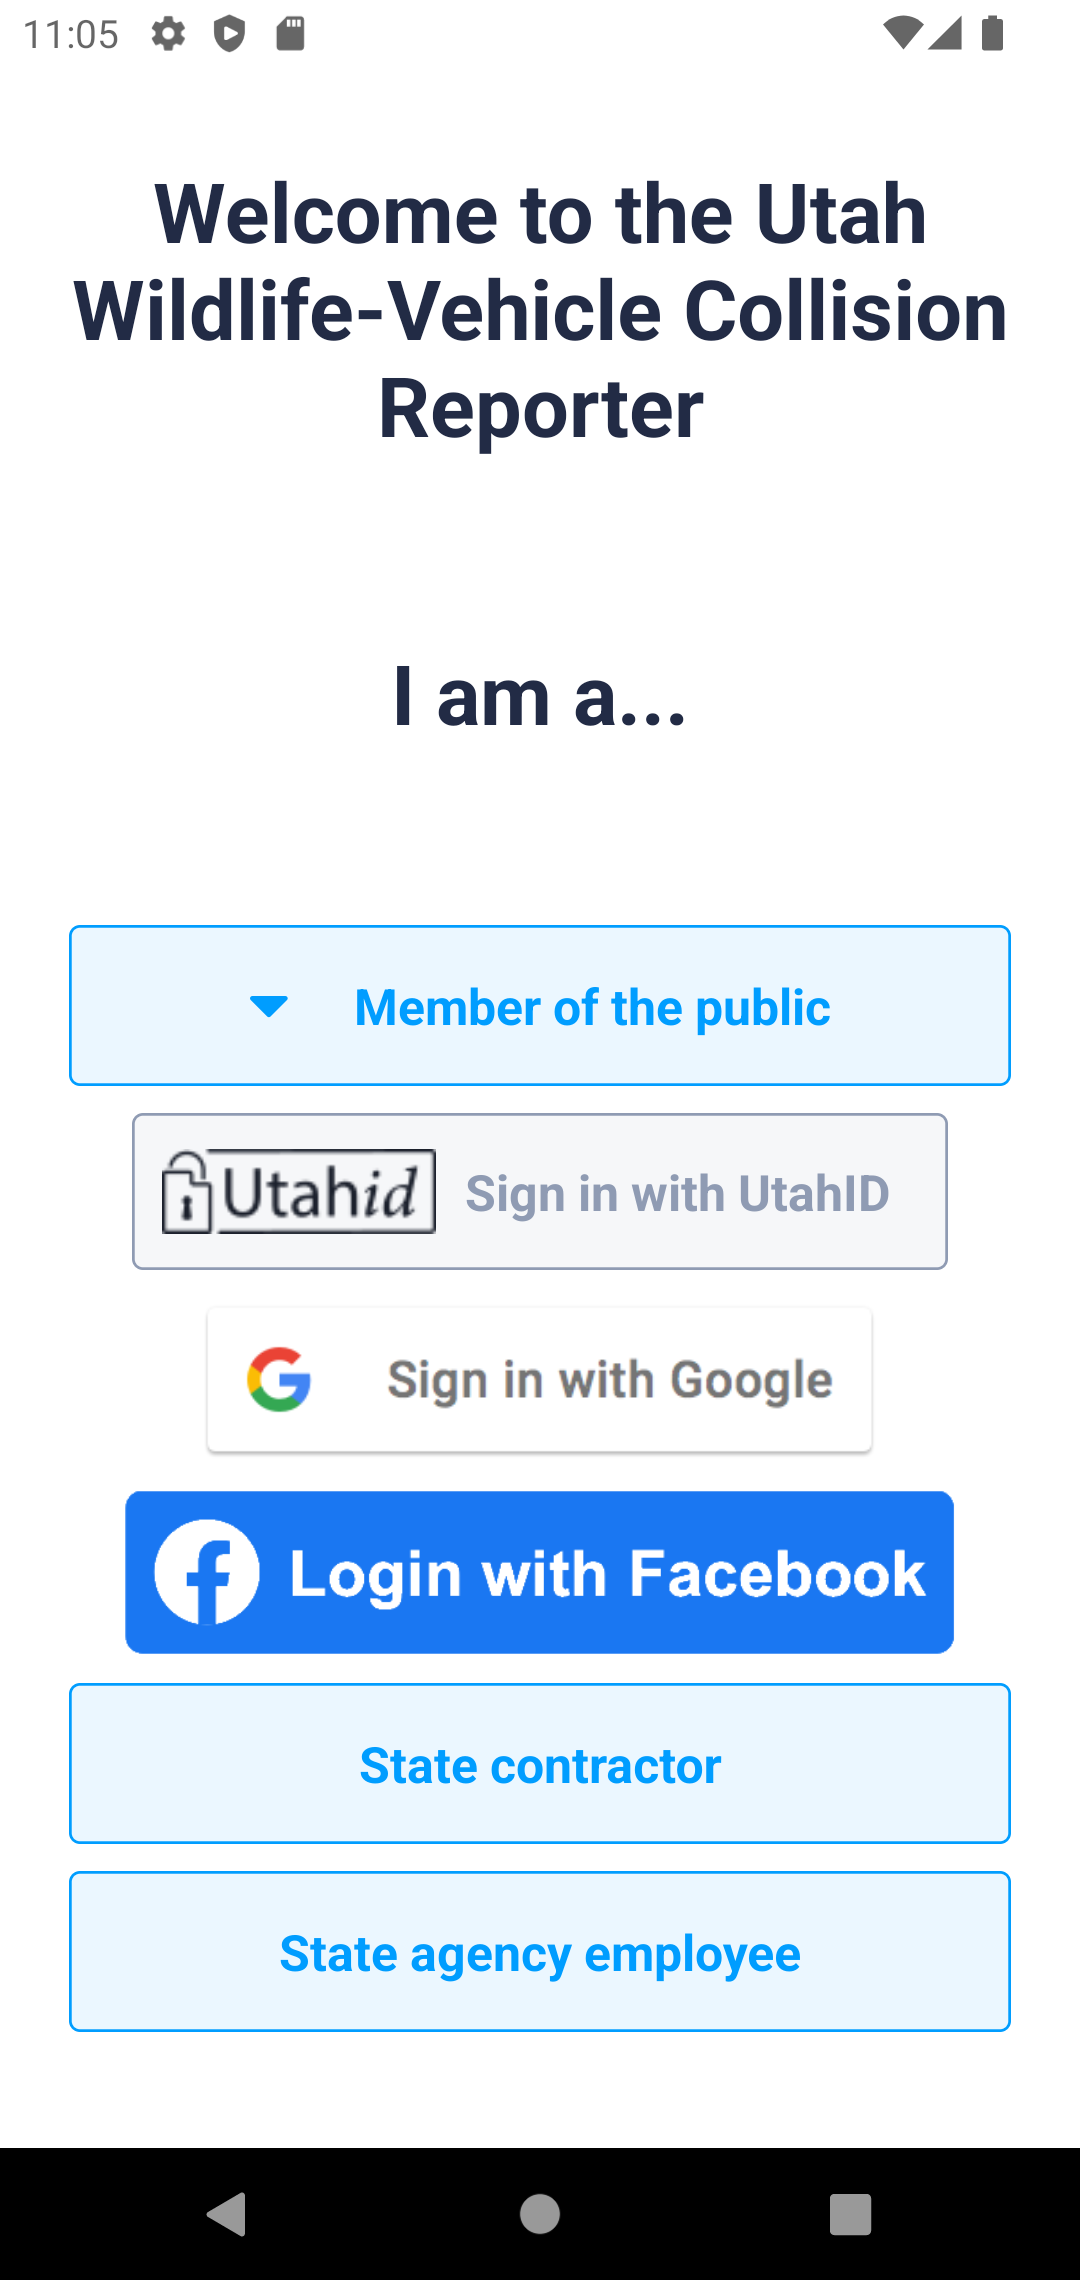 11:05
Welcome to the Utah
Wildlife-Vehicle Collision
Reporter
I am a...
Member of the public
Utahid Sign in with UtahID
Sign in with Google
Login with Facebook
State contractor
State agency employee